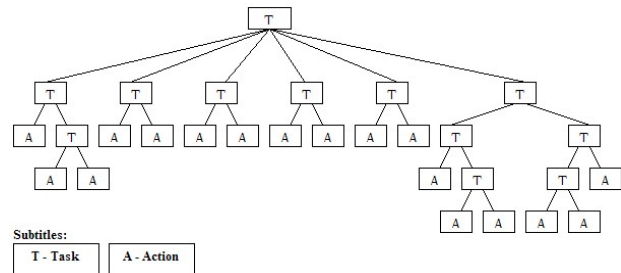 T
T T T T T T
A T A A A A A A A A T T
A A A T T A
A A A A
Subtitles:
T - Task A - Action